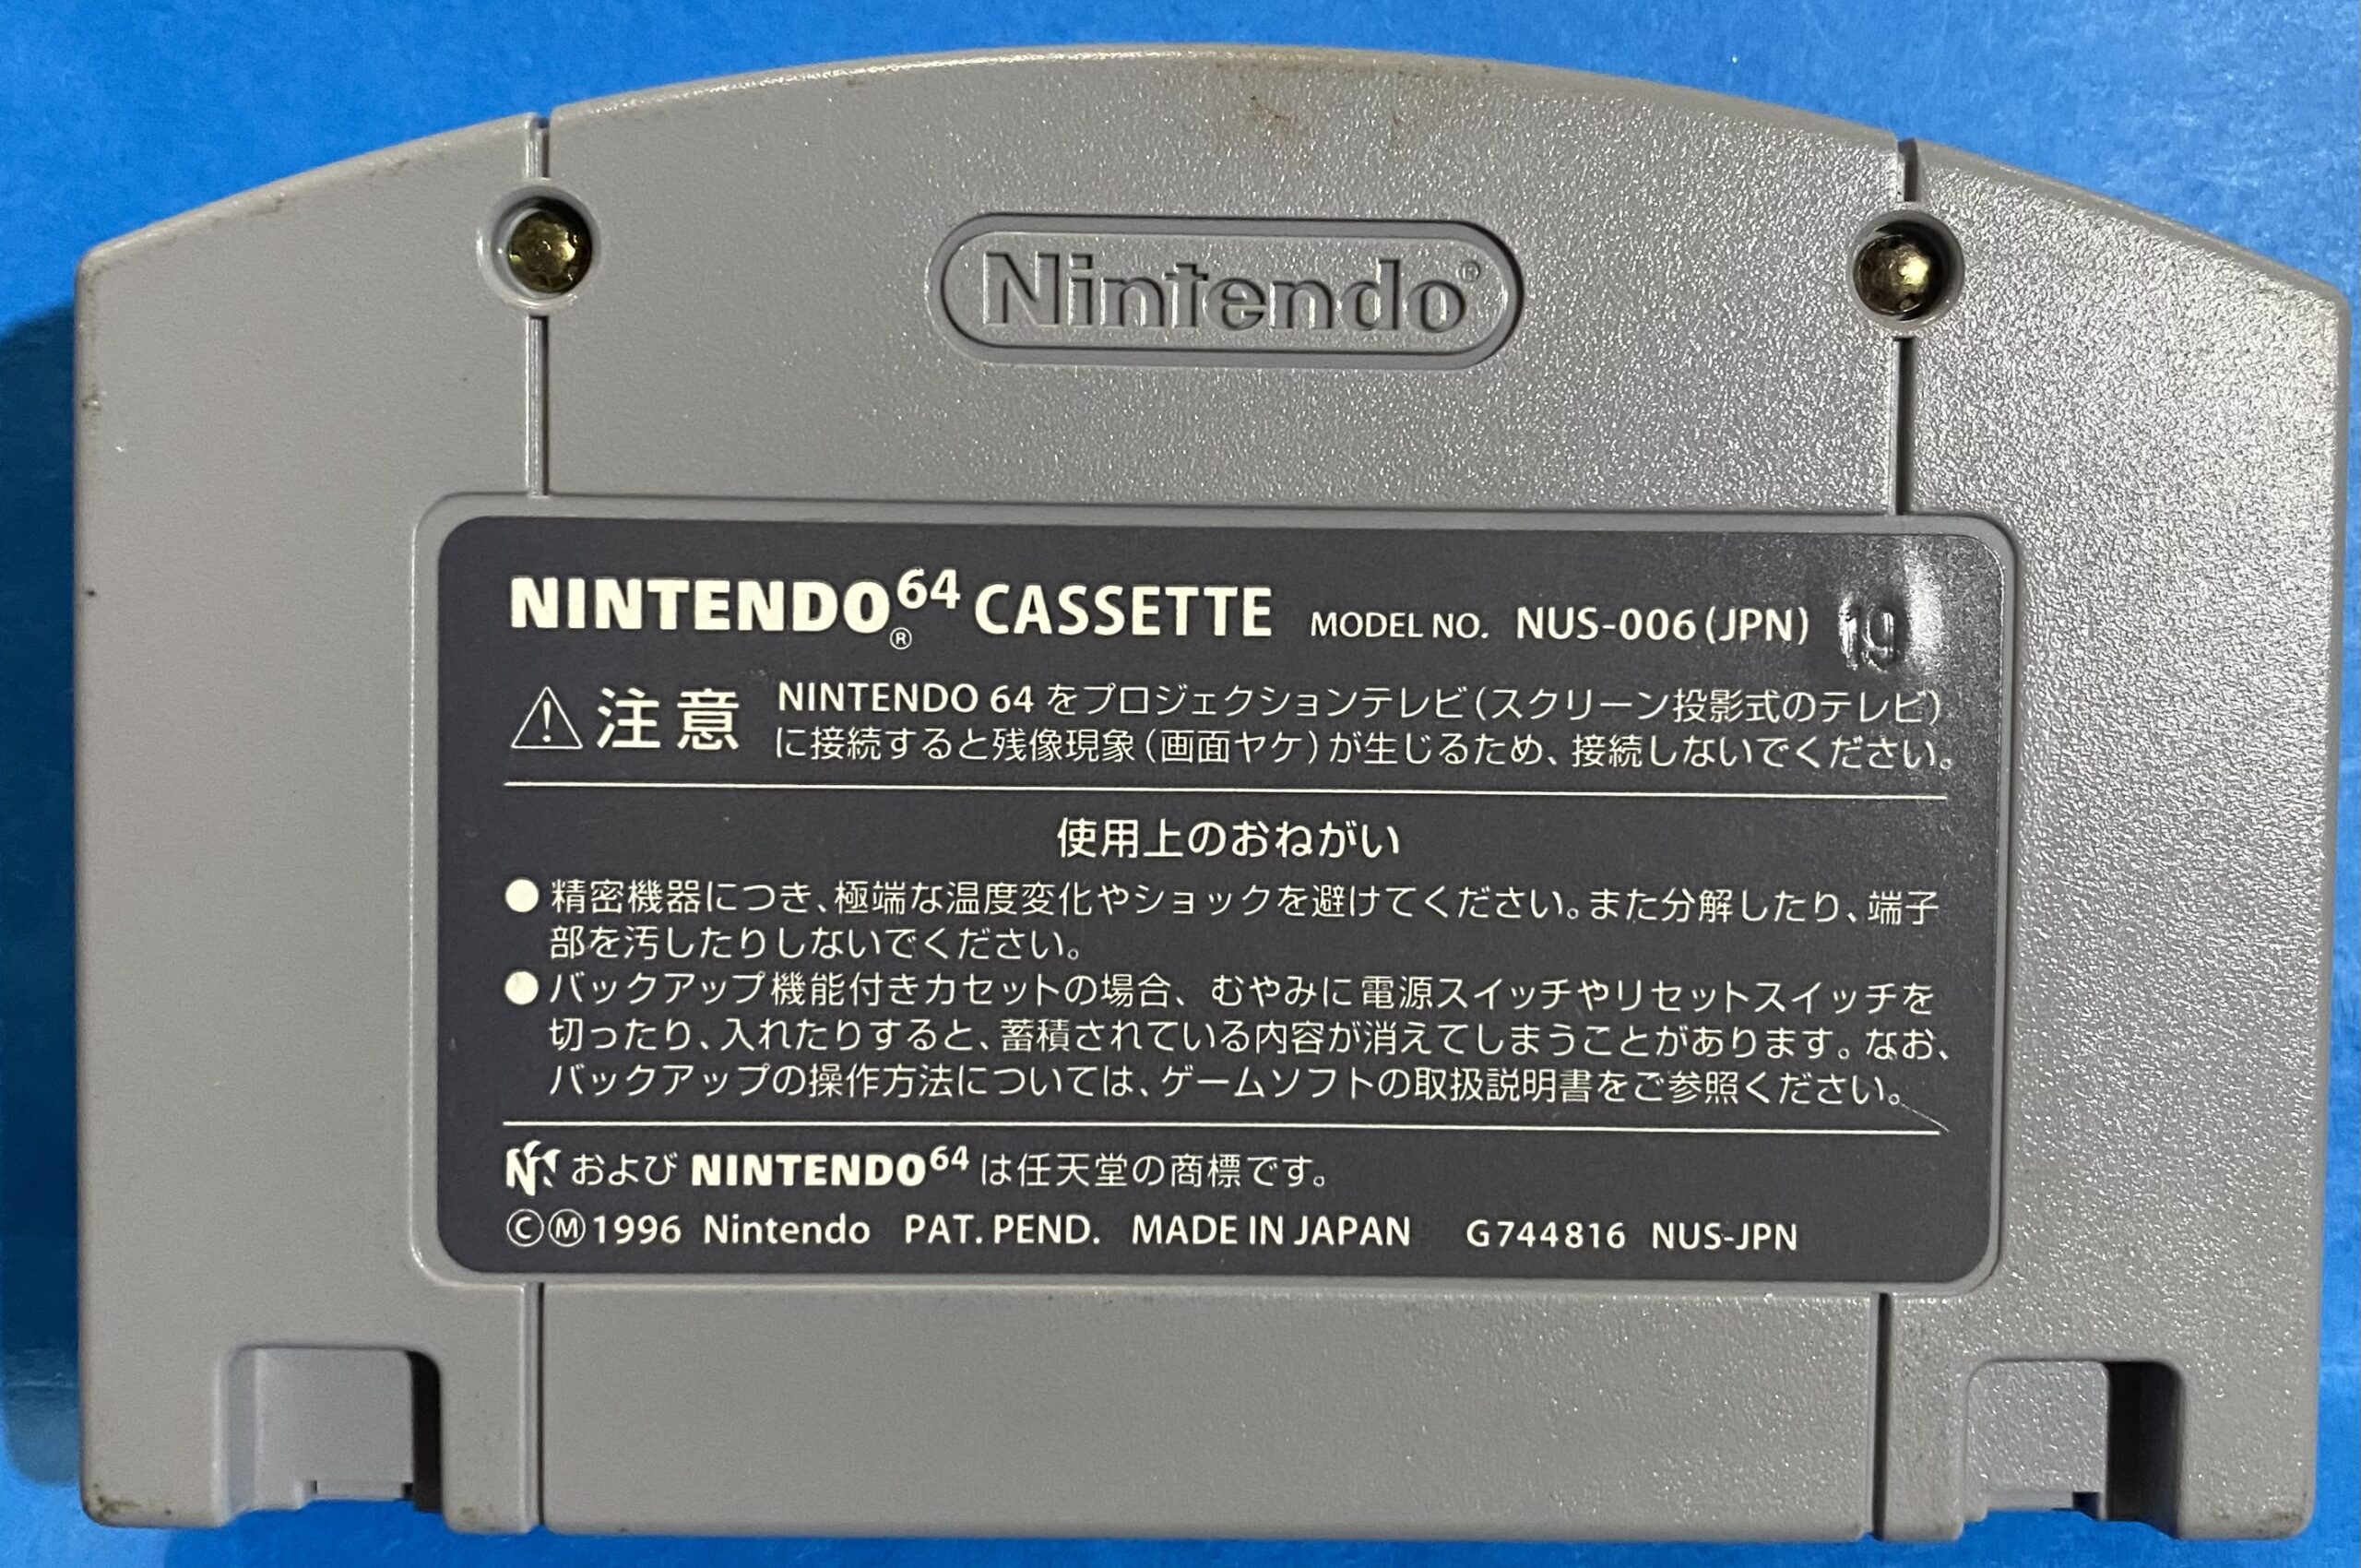 Nintendo®
NINTENDO64® CASSETTE MODEL NO. NUS-006(JPN) 19
⚠注意 NINTENDO 64 をプロジェクションテレビ(スクリーン投影式のテレビ)
に接続すると残像現象(画面ヤケ)が生じるため、接続しないでください。
使用上のおねがい
●精密機器につき、極端な温度変化やショックを避けてください。また分解したり、端子
部を汚したりしないでください。
●バックアップ機能付きカセットの場合、むやみに電源スイッチやリセットスイッチを
切ったり、入れたりすると、蓄積されている内容が消えてしまうことがあります。なお、
バックアップの操作方法については、ゲームソフトの取扱説明書をご参照ください。
N および NINTENDO64 は任天堂の商標です。
ⒸⓂ1996 Nintendo PAT. PEND. MADE IN JAPAN G744816 NUS-JPN